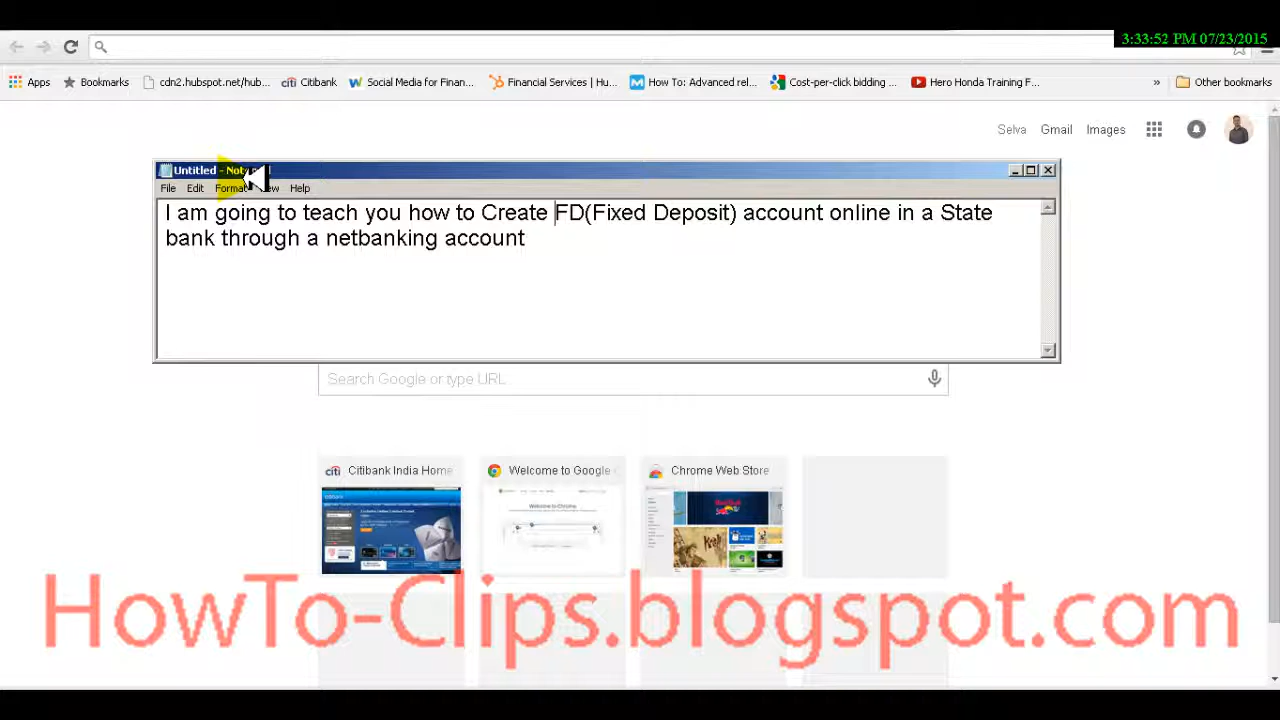 3:33:52 PM 07/23/2015
Apps Bookmarks cdn2.hubspot.net/hub... Citibank Social Media for Finan... Financial Services | Hu... How To: Advanced rel... Cost-per-click bidding ... Hero Honda Training F... » Other bookmarks
Selva Gmail Images
Untitled -
File Edit Format Help
I am going to teach you how to Create FD(Fixed Deposit) account online in a State
bank through a netbanking account
Search Google or type URL
citi Citibank India Home Welcome to Google Chrome Web Store
HowTo-Clips.blogspot.com